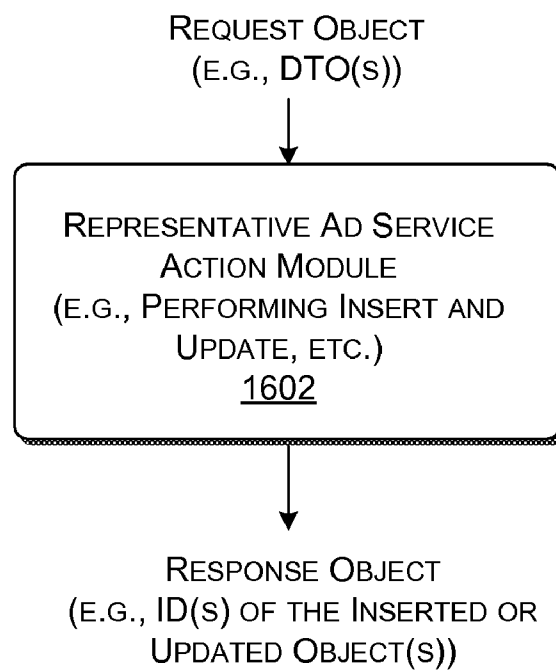 REQUEST OBJECT
(E.G., DTO(S))
REPRESENTATIVE AD SERVICE
ACTION MODULE
(E.G., PERFORMING INSERT AND
UPDATE, ETC.)
1602
RESPONSE OBJECT
(E.G., ID(S) OF THE INSERTED OR
UPDATED OBJECT(S))